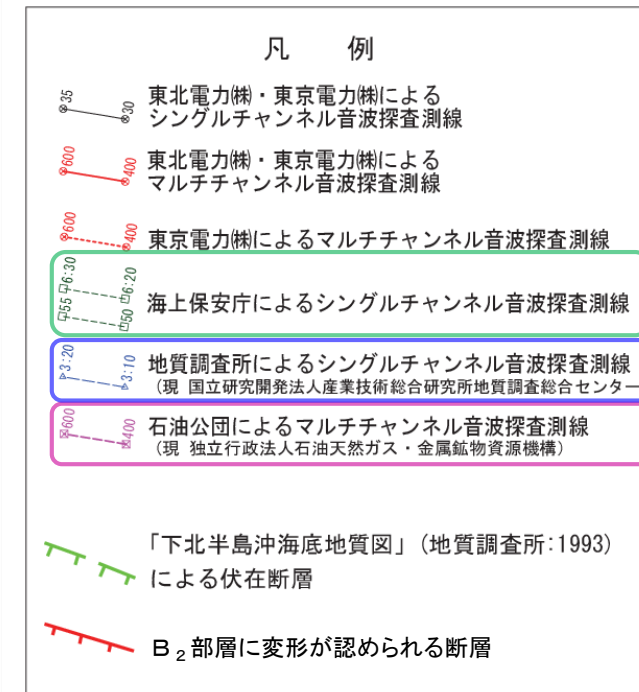 凡 例
35 30
東北電力㈱・東京電力㈱による
シングルチャンネル音波探査測線
600 400
東北電力㈱・東京電力㈱による
マルチチャンネル音波探査測線
600 400
東京電力㈱によるマルチチャンネル音波探査測線
6:30 6:20
55 50
海上保安庁によるシングルチャンネル音波探査測線
3:20 3:10
地質調査所によるシングルチャンネル音波探査測線
(現 国立研究開発法人産業技術総合研究所地質調査総合センター
600 400
石油公団によるマルチチャンネル音波探査測線
(現 独立行政法人石油天然ガス・金属鉱物資源機構)
「下北半島沖海底地質図」(地質調査所:1993)
による伏在断層
B₂部層に変形が認められる断層